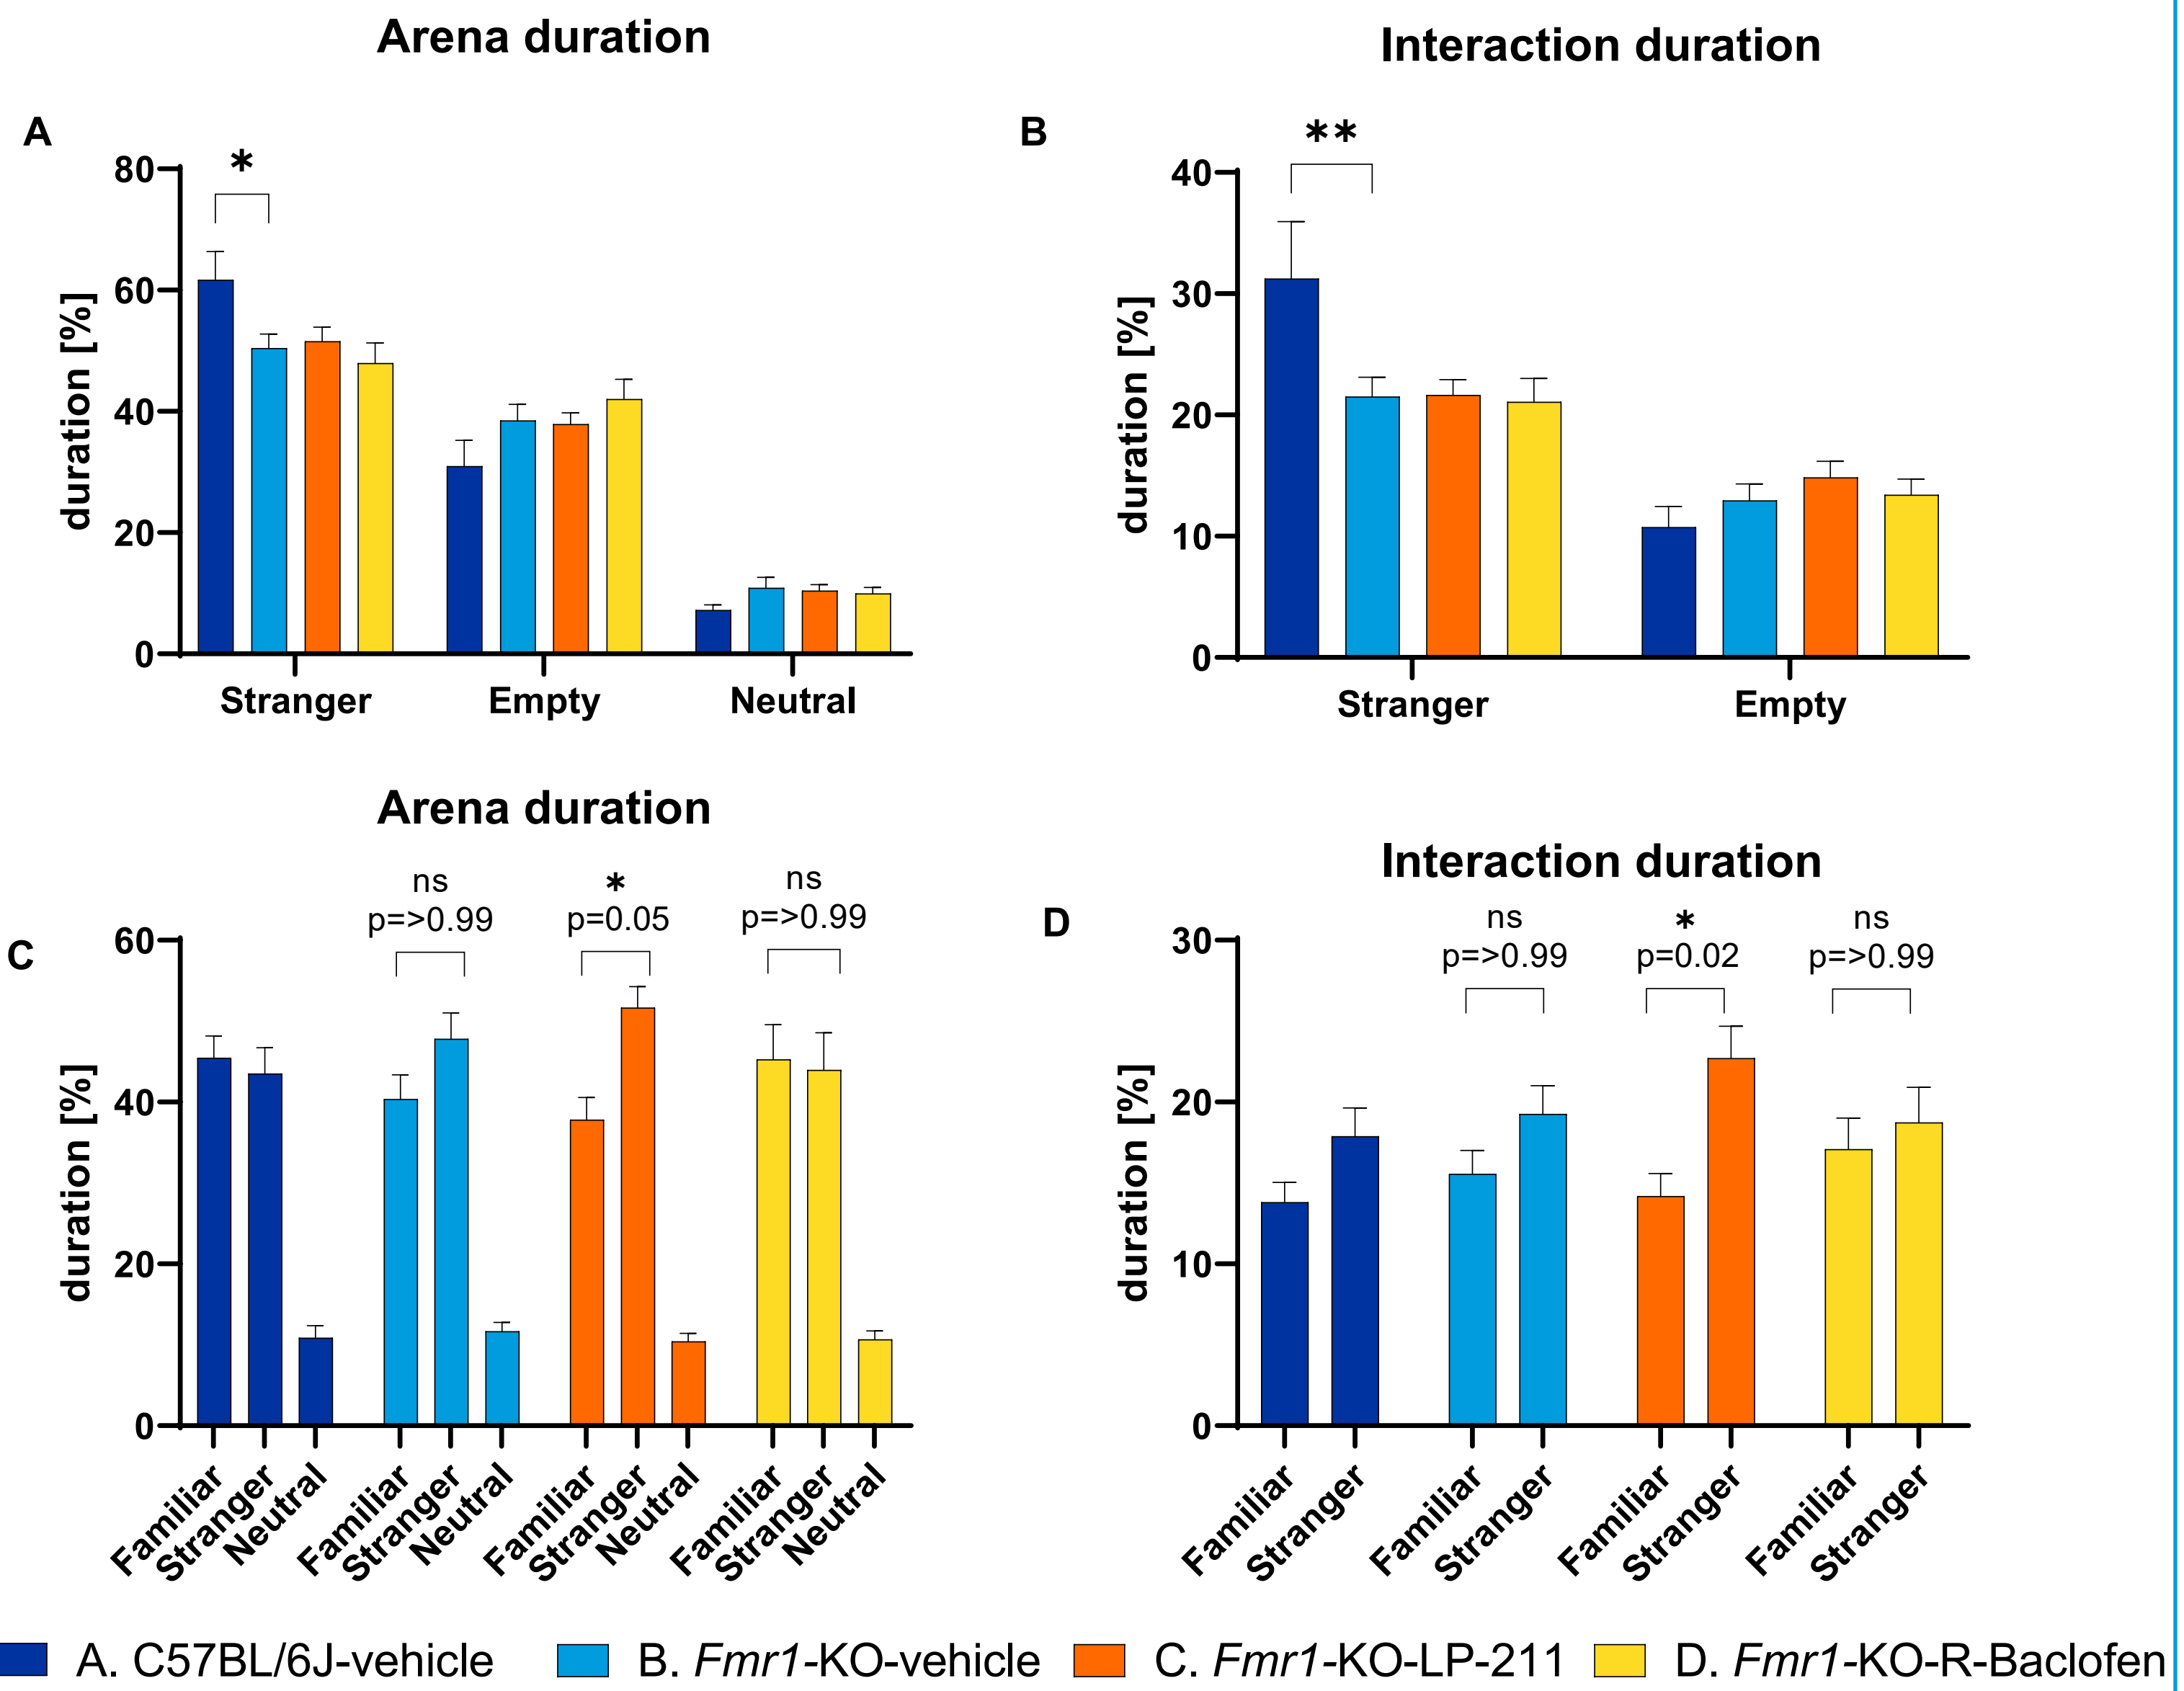 Arena duration
Interaction duration
A
*
duration [%]
80
60
40
20
0
Stranger Empty Neutral
B
**
duration [%]
40
30
20
10
0
Stranger Empty
Arena duration
C
ns
p=>0.99
*
p=0.05
ns
p=>0.99
duration [%]
60
40
20
0
Familiar Stranger Neutral Familiar Stranger Neutral Familiar Stranger Neutral Familiar Stranger Neutral
Interaction duration
D
ns
p=>0.99
*
p=0.02
ns
p=>0.99
duration [%]
30
20
10
0
Familiar Stranger Familiar Stranger Familiar Stranger Familiar Stranger
A. C57BL/6J-vehicle B. Fmr1-KO-vehicle C. Fmr1-KO-LP-211 D. Fmr1-KO-R-Baclofen